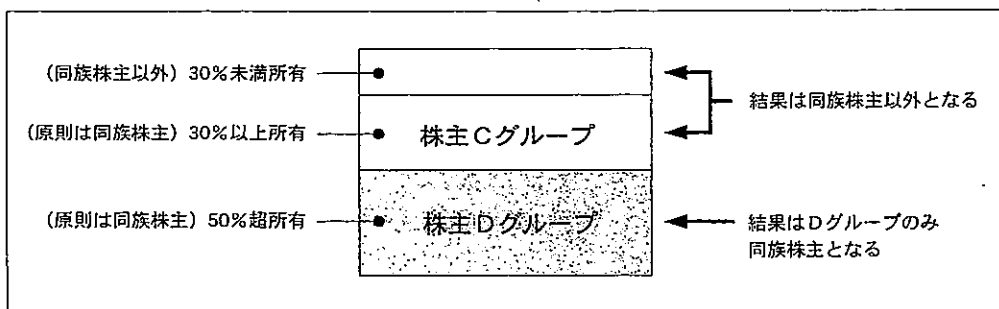 (同族株主以外) 30%未満所有
(原則は同族株主) 30%以上所有
株主Cグループ
結果は同族株主以外となる
(原則は同族株主) 50%超所有
株主Dグループ
結果はDグループのみ
同族株主となる